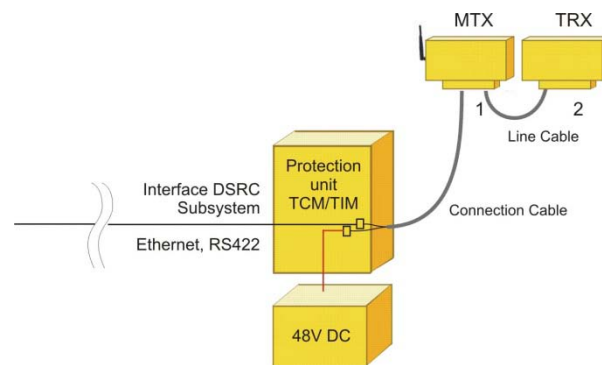 MTX
TRX
1
2
Line Cable
Protection
unit
TCM/TIM
Interface DSRC
Subsystem
Connection Cable
Ethernet, RS422
48V DC